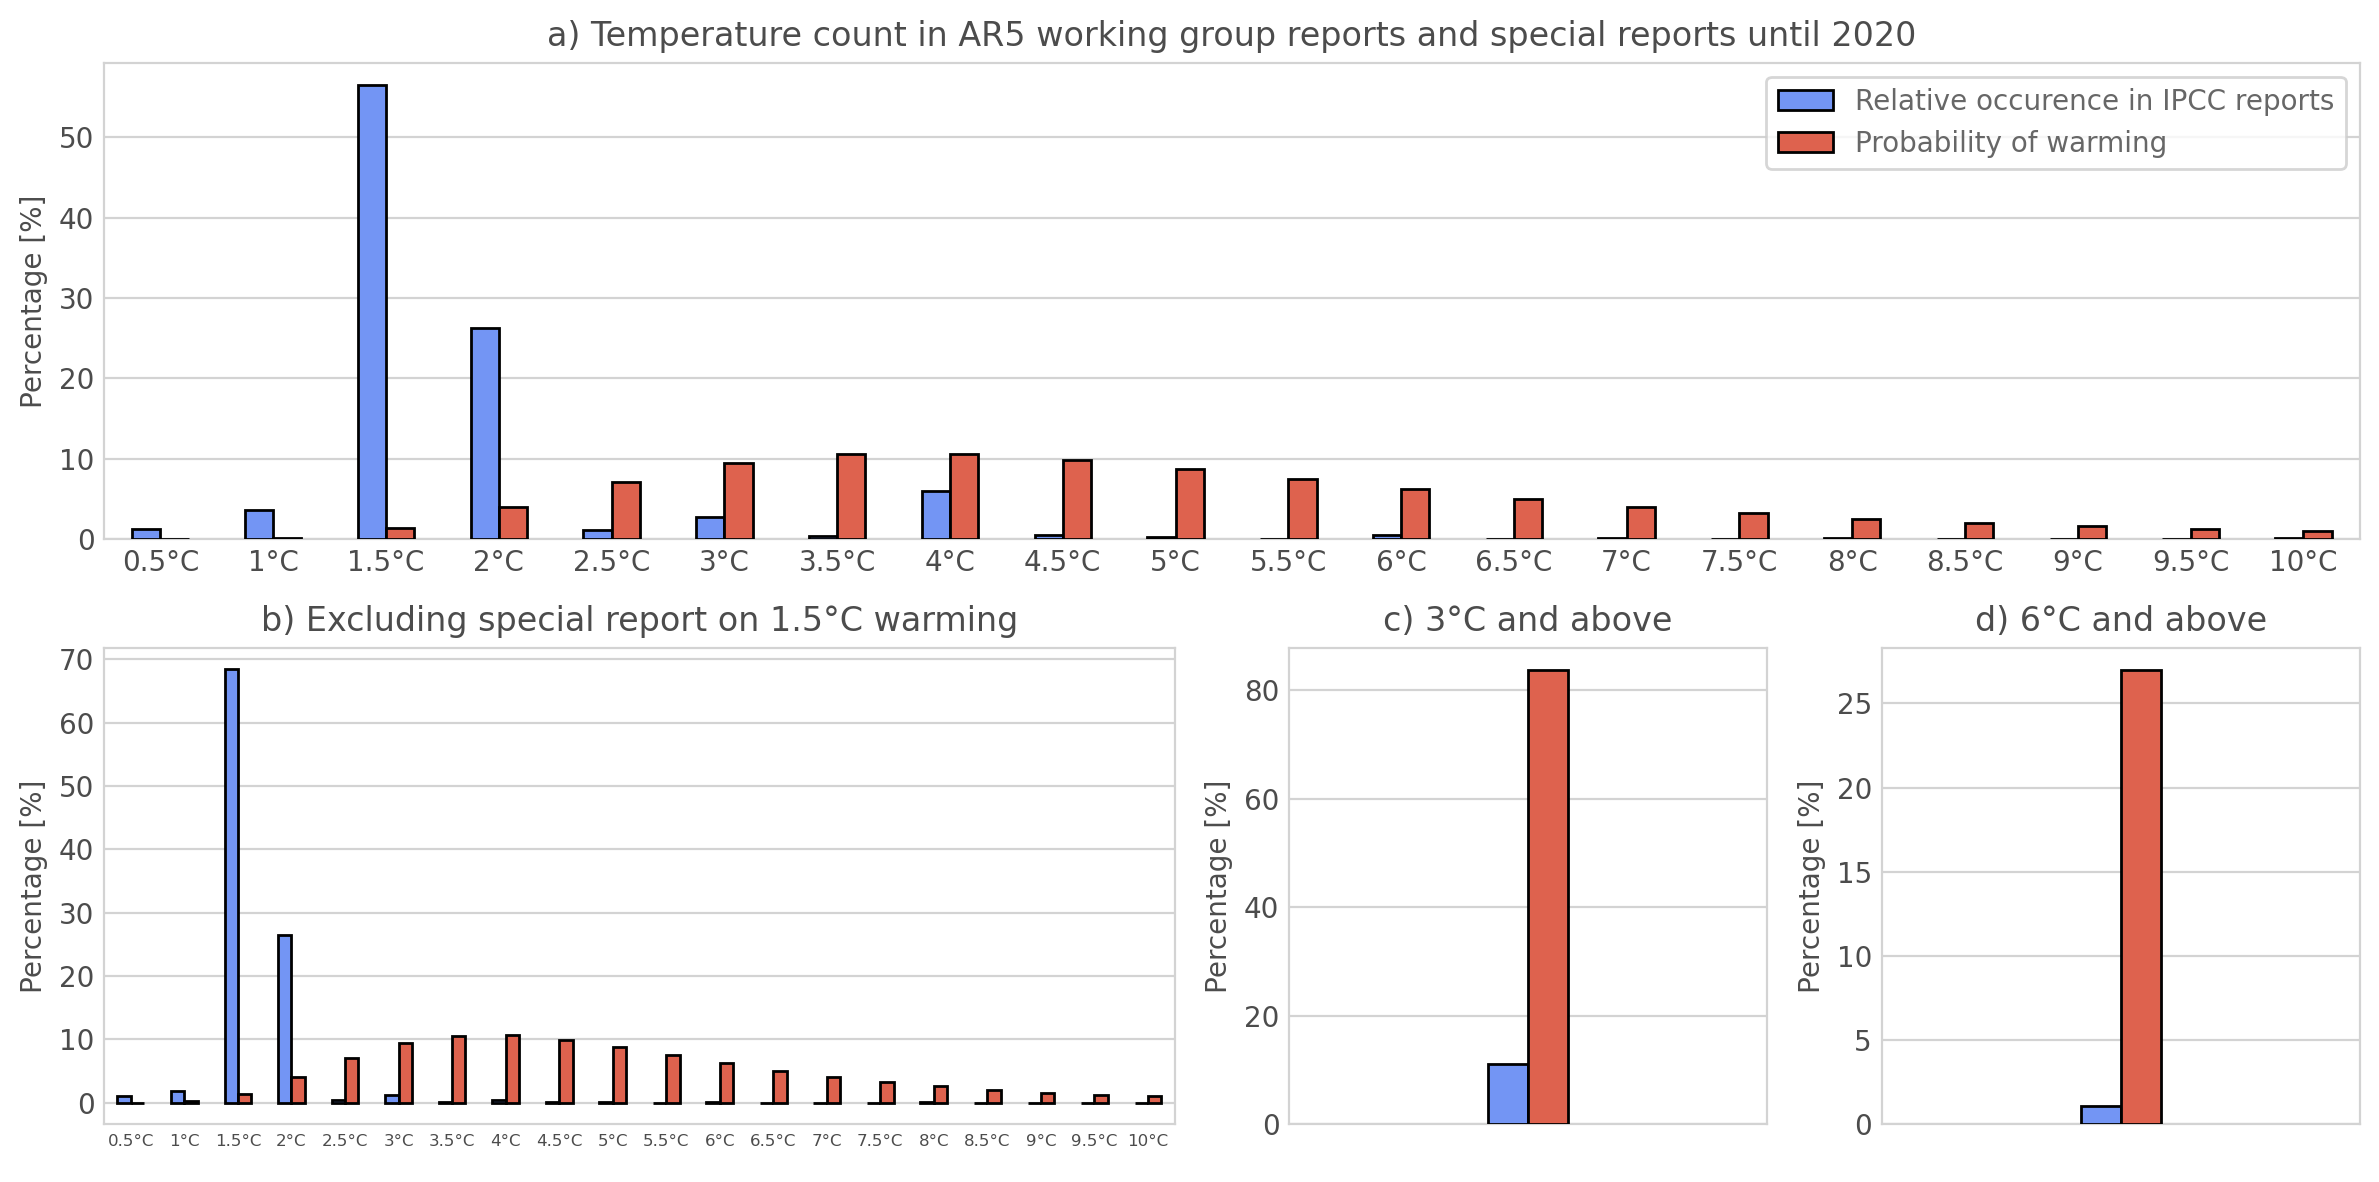 a) Temperature count in AR5 working group reports and special reports until 2020
Percentage [%]
50
40
30
20
10
0
Relative occurence in IPCC reports
Probability of warming
0.5°C 1°C 1.5°C 2°C 2.5°C 3°C 3.5°C 4°C 4.5°C 5°C 5.5°C 6°C 6.5°C 7°C 7.5°C 8°C 8.5°C 9°C 9.5°C 10°C
b) Excluding special report on 1.5°C warming
Percentage [%]
70
60
50
40
30
20
10
0
0.5°C 1°C 1.5°C 2°C 2.5°C 3°C 3.5°C 4°C 4.5°C 5°C 5.5°C 6°C 6.5°C 7°C 7.5°C 8°C 8.5°C 9°C 9.5°C 10°C
c) 3°C and above
Percentage [%]
80
60
40
20
0
d) 6°C and above
Percentage [%]
25
20
15
10
5
0